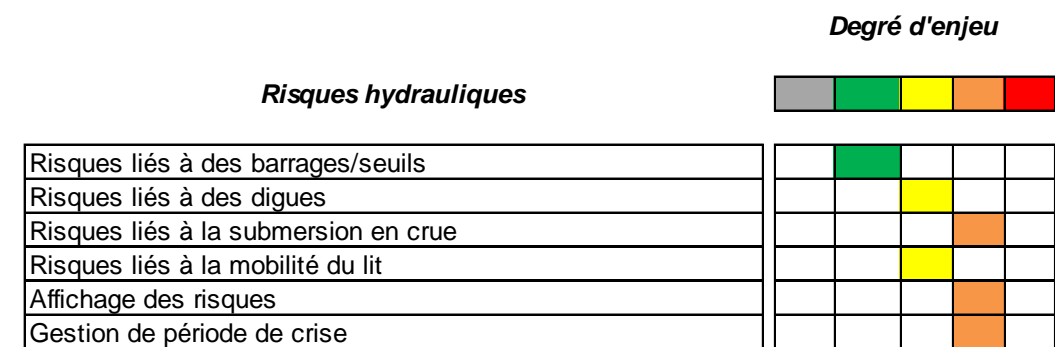 Degré d'enjeu
Risques hydrauliques
Risques liés à des barrages/seuils
Risques liés à des digues
Risques liés à la submersion en crue
Risques liés à la mobilité du lit
Affichage des risques
Gestion de période de crise